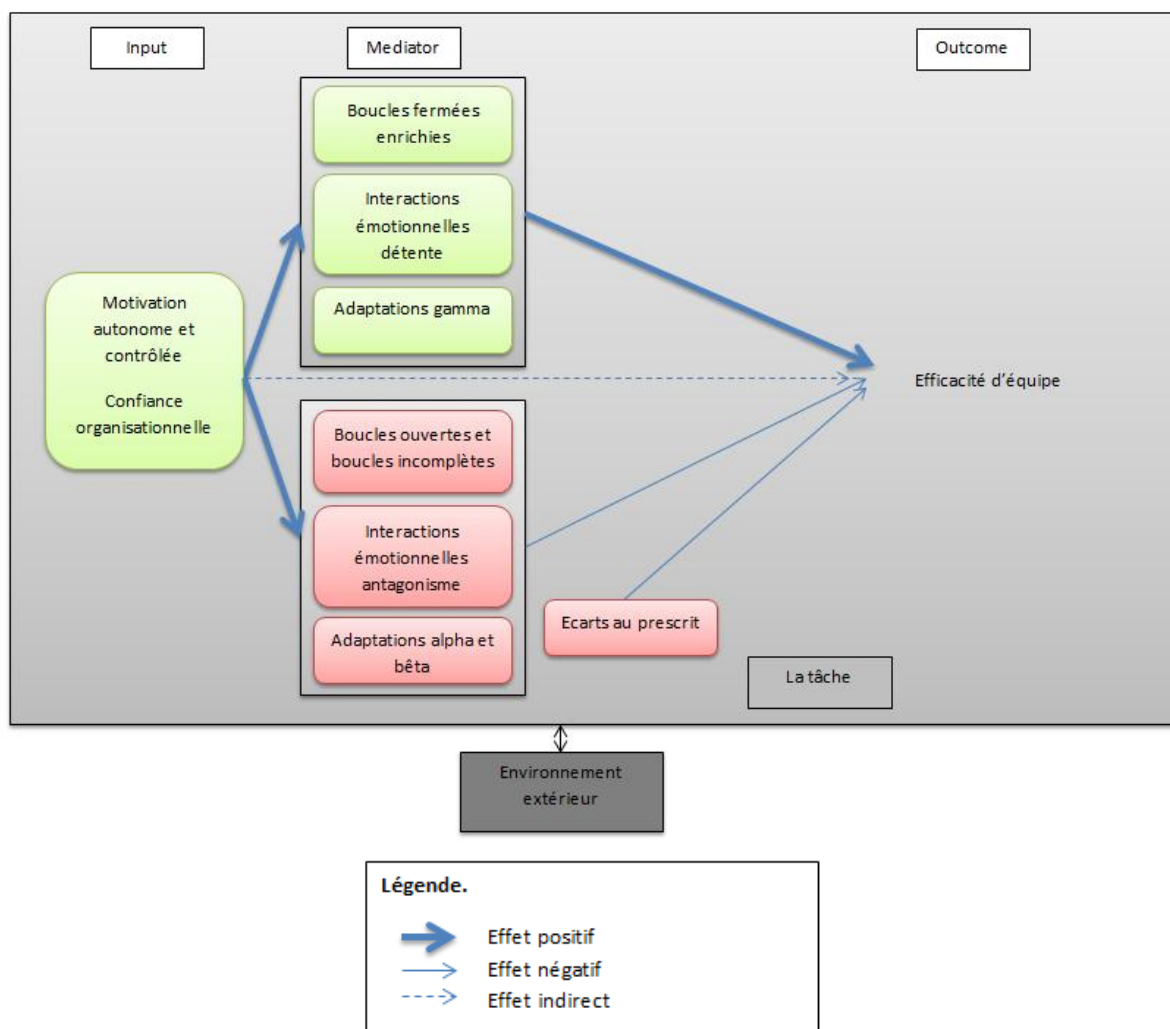 Input
Mediator
Outcome
Boucles fermées
enrichies
Interactions
émotionnelles
détente
Adaptations gamma
Motivation
autonome et
contrôlée
Confiance
organisationnelle
Efficacité d'équipe
Boucles ouvertes et
boucles incomplètes
Interactions
émotionnelles
antagonisme
Adaptations alpha et
bêta
Ecarts au prescrit
La tâche
Environnement
extérieur
Légende.
Effet positif
Effet négatif
Effet indirect